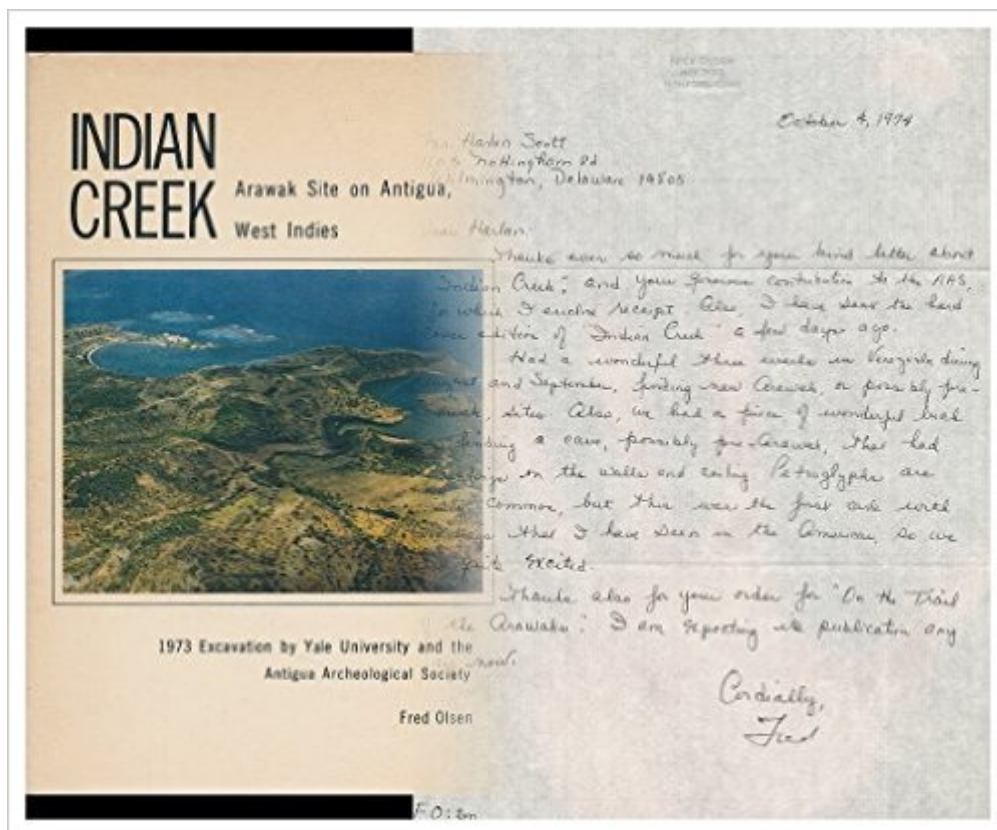 INDIAN
CREEK
Arawak Site on Antigua,
West Indies
1973 Excavation by Yale University and the
Antigua Archeological Society
Fred Olsen
October 4, 1974
Harlan Scott
Nottingham Rd
Wilmington, Delaware 19805
Harlan:
Thanks ever so much for your kind letter about
"Indian Creek", and your generous contribution to the AAS,
for which I enclose receipt. Also, I have sent the hard
cover edition of "Indian Creek" a few days ago.
Had a wonderful three weeks in Venezuela during
August and September, finding new Arawak, or possibly pre-
Arawak, sites. Also, we had a piece of wonderful luck
finding a cave, possibly pre-Arawak, that had
on the walls and ceiling. Petroglyphs are
common, but this was the first cave with
that I have seen in the so we
quite excited.
Thanks also for your order for "On the Trail
of the Arawaks." I am expecting its publication any
now.
Cordially,
Fred
FO: